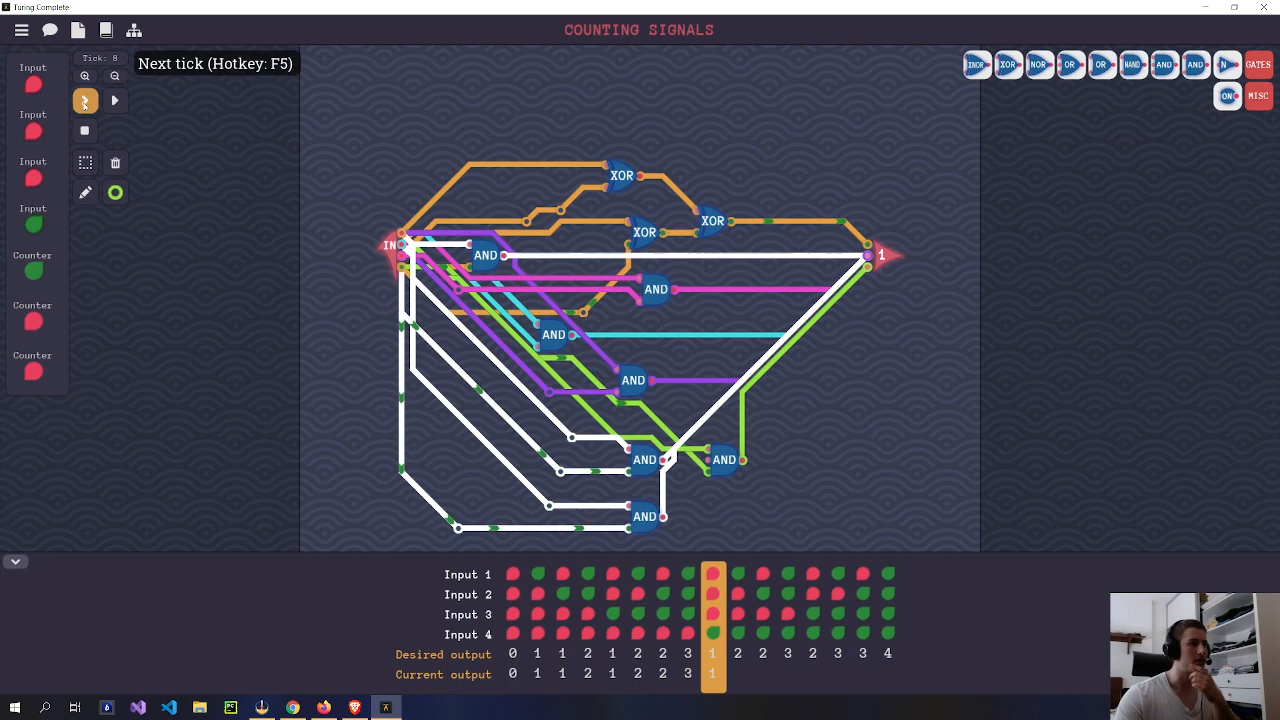 Turing Complete
COUNTING SIGNALS
Tick: 8
Next tick (Hotkey: F5)
Input
Input
Input
Input
Counter
Counter
Counter
XOR
NOR
OR
OR
NAND
AND
AND
N
GATES
ON
MISC
XOR
XOR
XOR
IN
AND
1
AND
AND
AND
AND
AND
AND
Input 1
Input 2
Input 3
Input 4
Desired output 0 1 1 2 1 2 2 3 1 2 2 3 2 3 3 4
Current output 0 1 1 2 1 2 2 3 1